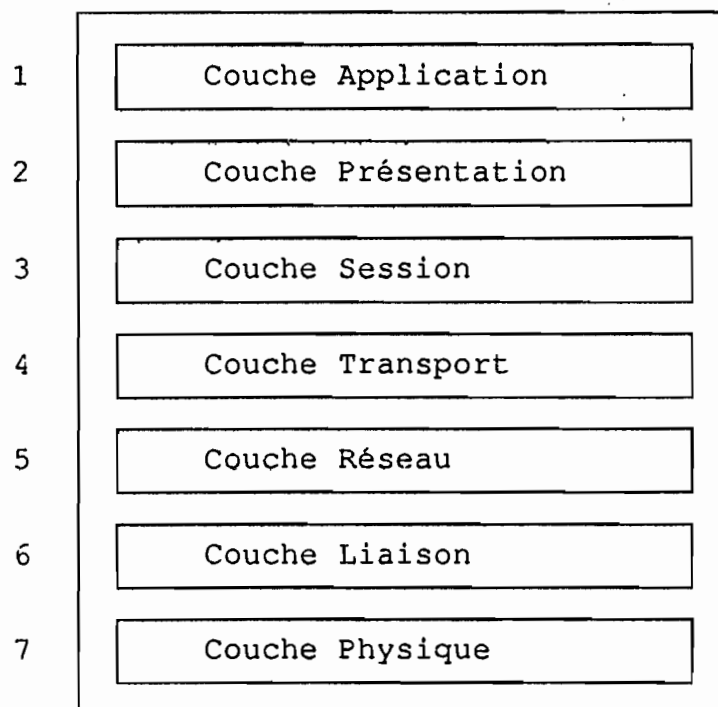 1 Couche Application
2 Couche Présentation
3 Couche Session
4 Couche Transport
5 Couche Réseau
6 Couche Liaison
7 Couche Physique